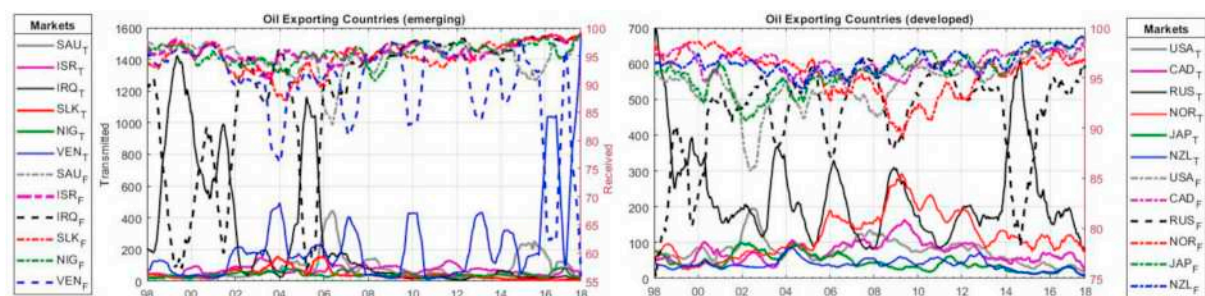 Markets
SAU_T
ISR_T
IRQ_T
SLK_T
NIG_T
VEN_T
SAU_F
ISR_F
IRQ_F
SLK_F
NIG_F
VEN_F
Oil Exporting Countries (emerging)
Transmitted
1600
1400
1200
1000
800
600
400
200
0
98 00 02 04 06 08 10 12 14 16 18
100
95
90
85
80
75
70
65
60
55
Received
Oil Exporting Countries (developed)
700
600
500
400
300
200
100
0
98 00 02 04 06 08 10 12 14 16 18
100
95
90
85
80
75
Markets
USA_T
CAD_T
RUS_T
NOR_T
JAP_T
NZL_T
USA_F
CAD_F
RUS_F
NOR_F
JAP_F
NZL_F